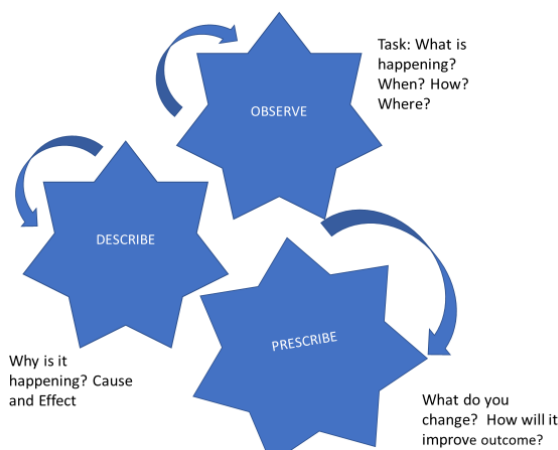 Task: What is
happening?
When? How?
Where?
OBSERVE
DESCRIBE
PRESCRIBE
Why is it
happening? Cause
and Effect
What do you
change?  How will it
improve outcome?